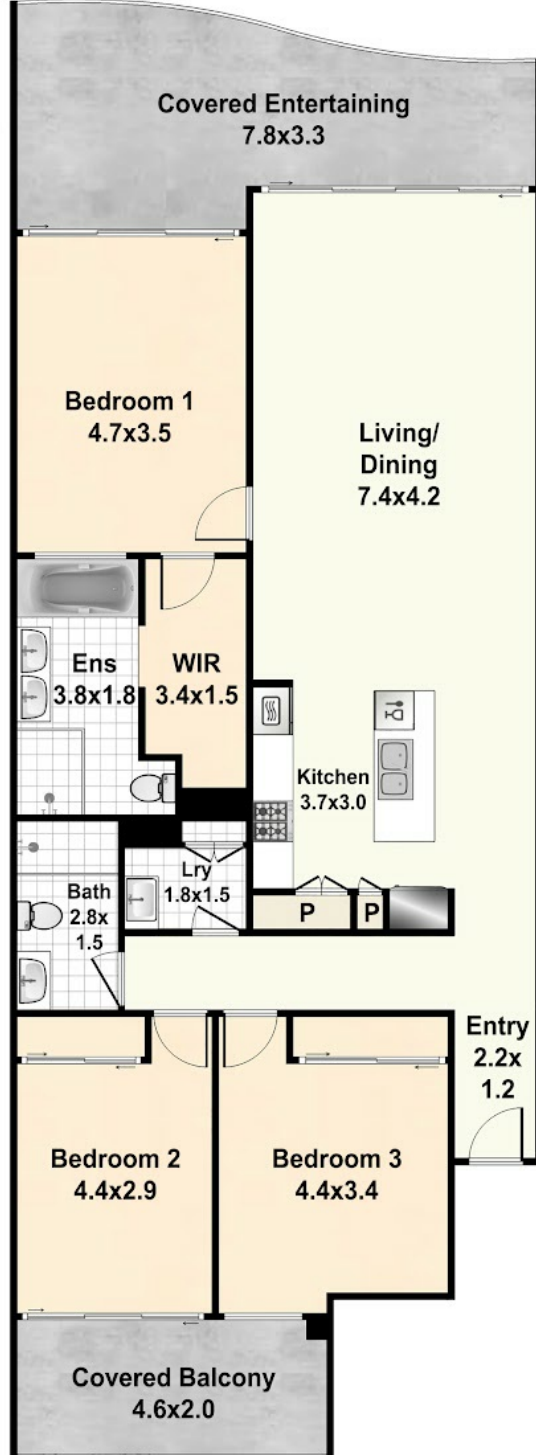 Covered Entertaining
7.8x3.3
Bedroom 1
4.7x3.5
Living/
Dining
7.4x4.2
Ens
3.8x1.8
WIR
3.4x1.5
Kitchen
3.7x3.0
Lry
1.8x1.5
P
P
Bath
2.8x
1.5
Entry
2.2x
1.2
Bedroom 2
4.4x2.9
Bedroom 3
4.4x3.4
Covered Balcony
4.6x2.0